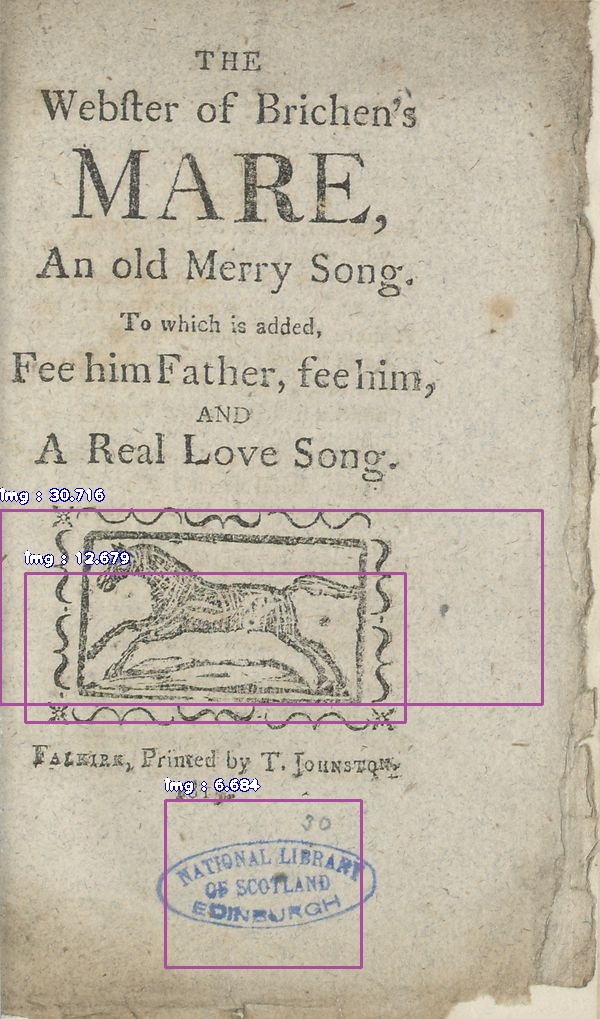 THE
Webſter of Brichen's
MARE,
An old Merry Song.
To which is added,
Fee him Father, fee him,
AND
A Real Love Song.
img : 30.716
img : 12.679
FALKIRK, Printed by T. JOHNSTON,
img : 6.684
30
NATIONAL LIBRARY
OF SCOTLAND
EDINBURGH